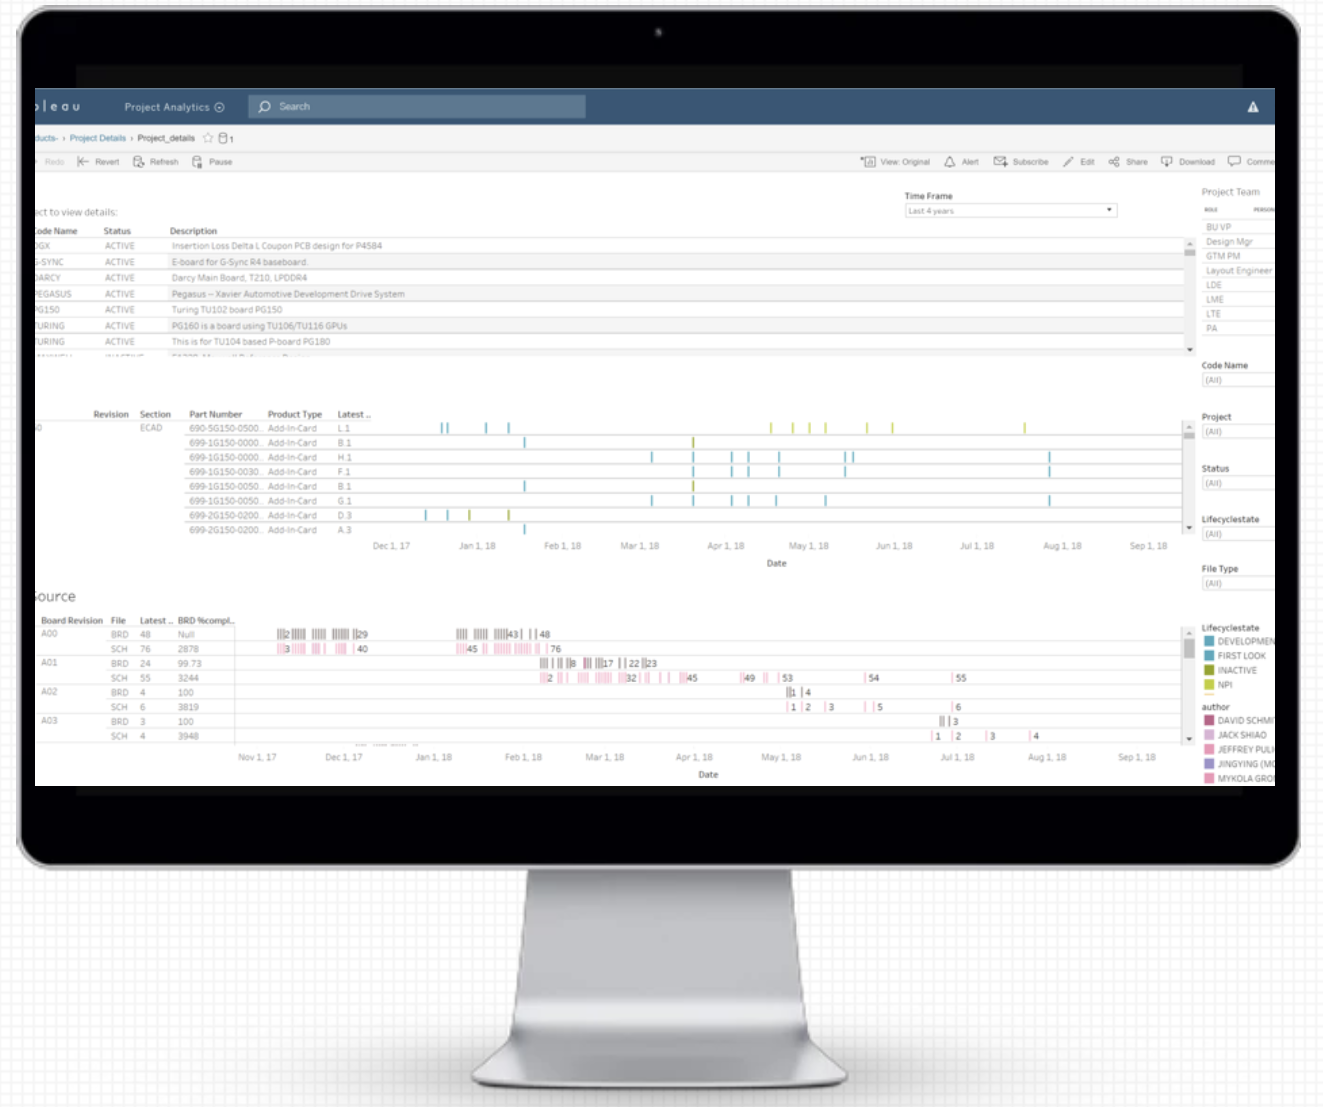 leau Project Analytics Search
ducts- › Project Details › Project_details 1
Redo Revert Refresh Pause View: Original Alert Subscribe Edit Share Download Comme
Time Frame
Last 4 years
ect to view details:
Code Name Status Description
OGX ACTIVE Insertion Loss Delta L Coupon PCB design for P4584
G-SYNC ACTIVE E-board for G-Sync R4 baseboard.
DARCY ACTIVE Darcy Main Board, T210, LPDDR4
PEGASUS ACTIVE Pegasus – Xavier Automotive Development Drive System
PG150 ACTIVE Turing TU102 board PG150
TURING ACTIVE PG160 is a board using TU106/TU116 GPUs
TURING ACTIVE This is for TU104 based P-board PG180
Project Team
ROLE PERSON
BU VP
Design Mgr
GTM PM
Layout Engineer
LDE
LME
LTE
PA
Code Name
(All)
Project
(All)
Status
(All)
Lifecyclestate
(All)
File Type
(All)
Revision Section Part Number Product Type Latest ..
ECAD 690-5G150-0500.. Add-In-Card L.1
699-1G150-0000.. Add-In-Card B.1
699-1G150-0000.. Add-In-Card H.1
699-1G150-0030.. Add-In-Card F.1
699-1G150-0050.. Add-In-Card B.1
699-1G150-0050.. Add-In-Card G.1
699-2G150-0200.. Add-In-Card D.3
699-2G150-0200.. Add-In-Card A.3
Dec 1, 17 Jan 1, 18 Feb 1, 18 Mar 1, 18 Apr 1, 18 May 1, 18 Jun 1, 18 Jul 1, 18 Aug 1, 18 Sep 1, 18
Date
Source
Board Revision File Latest .. BRD %compl..
A00 BRD 48 Null 2 29 43 48
SCH 76 2878 3 40 45 76
A01 BRD 24 99.73 8 17 22 23
SCH 55 3244 2 32 45 49 53 54 55
A02 BRD 4 100 1 4
SCH 6 3819 1 2 3 5 6
A03 BRD 3 100 3
SCH 4 3948 1 2 3 4
Nov 1, 17 Dec 1, 17 Jan 1, 18 Feb 1, 18 Mar 1, 18 Apr 1, 18 May 1, 18 Jun 1, 18 Jul 1, 18 Aug 1, 18 Sep 1, 18
Date
Lifecyclestate
DEVELOPMEN
FIRST LOOK
INACTIVE
NPI
author
DAVID SCHMI
JACK SHIAO
JEFFREY PULI
JINGYING (MO
MYKOLA GRO